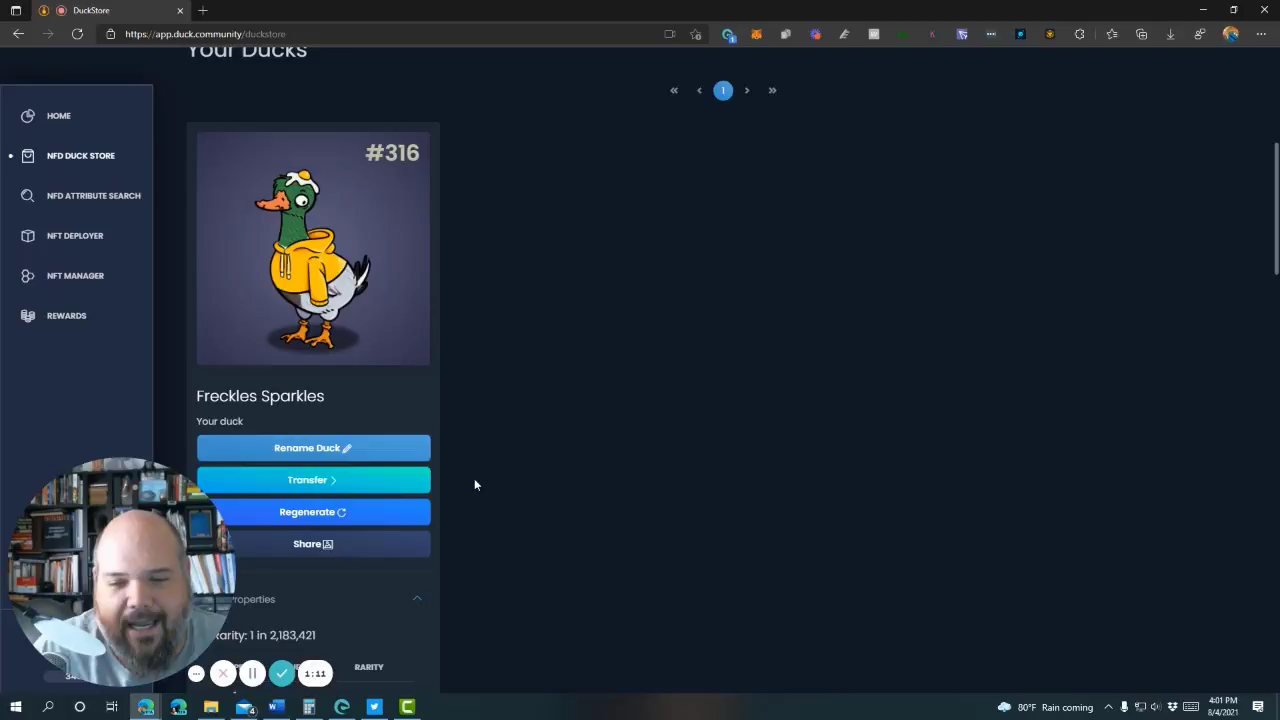 DuckStore
https://app.duck.community/duckstore
Your Ducks
« ‹ 1 › »
HOME
NFD DUCK STORE
NFD ATTRIBUTE SEARCH
NFT DEPLOYER
NFT MANAGER
REWARDS
#316
Freckles Sparkles
Your duck
Rename Duck
Transfer
Regenerate
Share
roperties
arity: 1 in 2,183,421
RARITY
1:11
80°F Rain coming
4:01 PM
8/4/2021